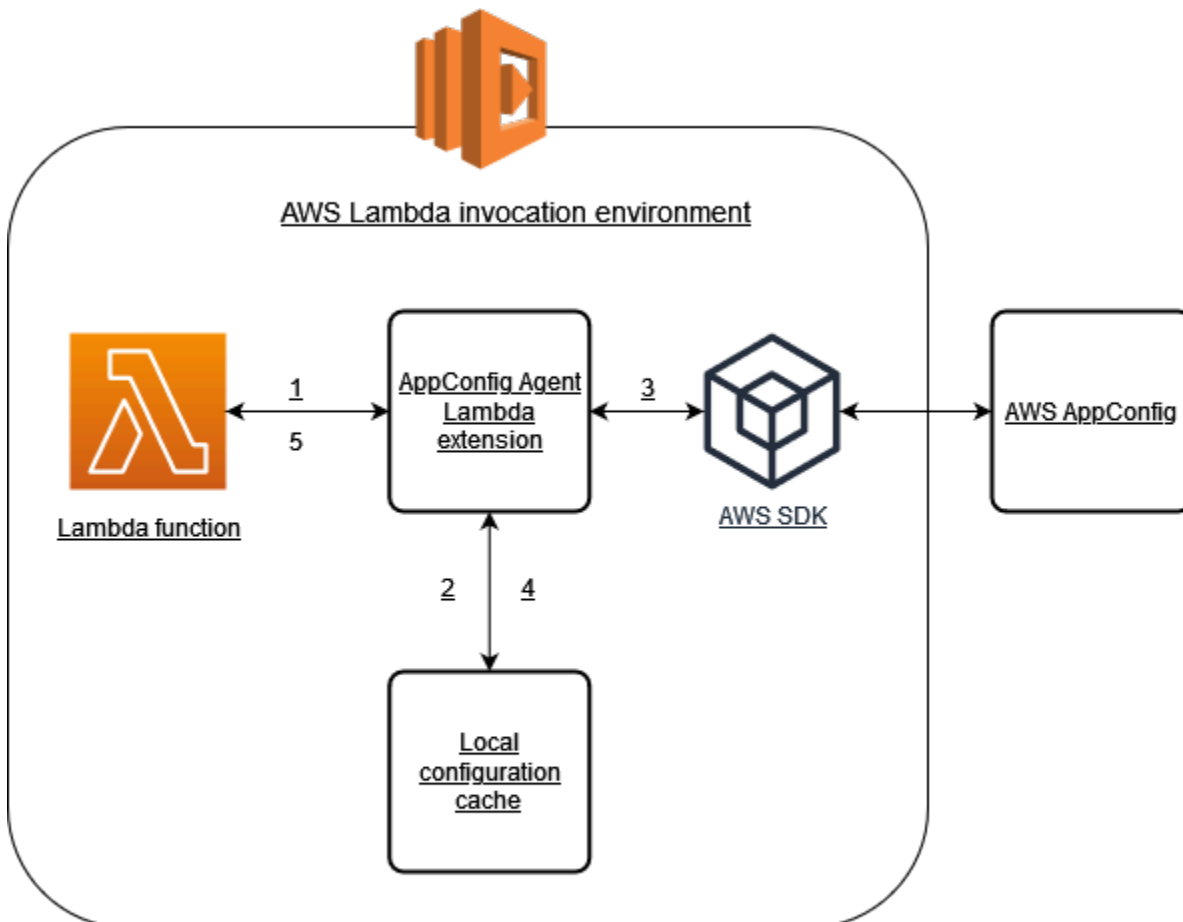 AWS Lambda invocation environment
1
5
AppConfig Agent
Lambda
extension
3
AWS AppConfig
Lambda function
AWS SDK
2
4
Local
configuration
cache